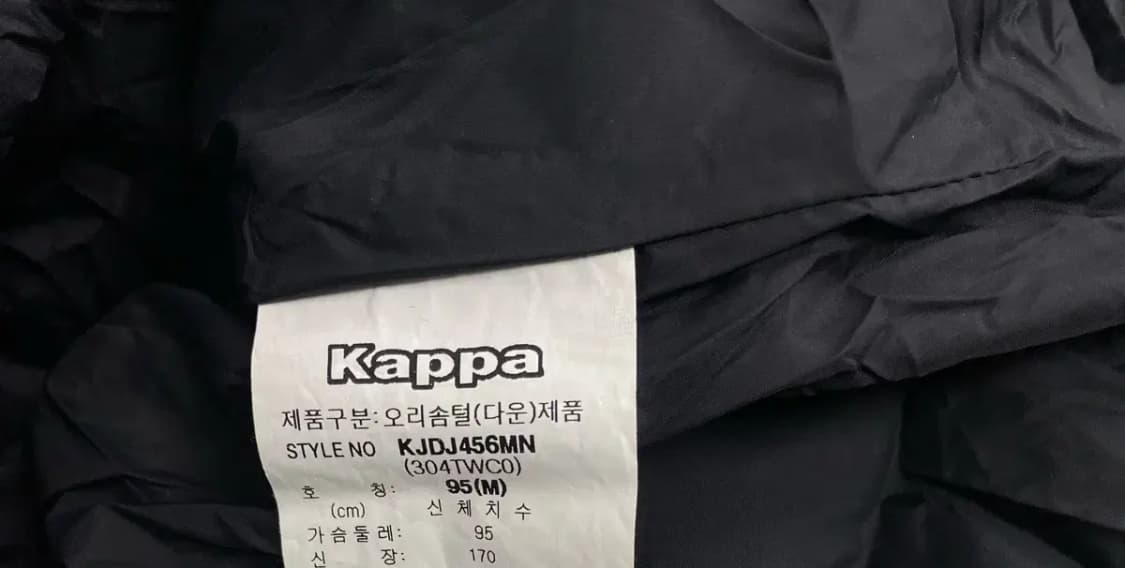 Kappa
제품구분:오리솜털(다운)제품
STYLE NO KJDJ456MN
(304TWC0)
호 칭: 95(M)
(cm) 신 체 치 수
가슴둘레: 95
신 장: 170